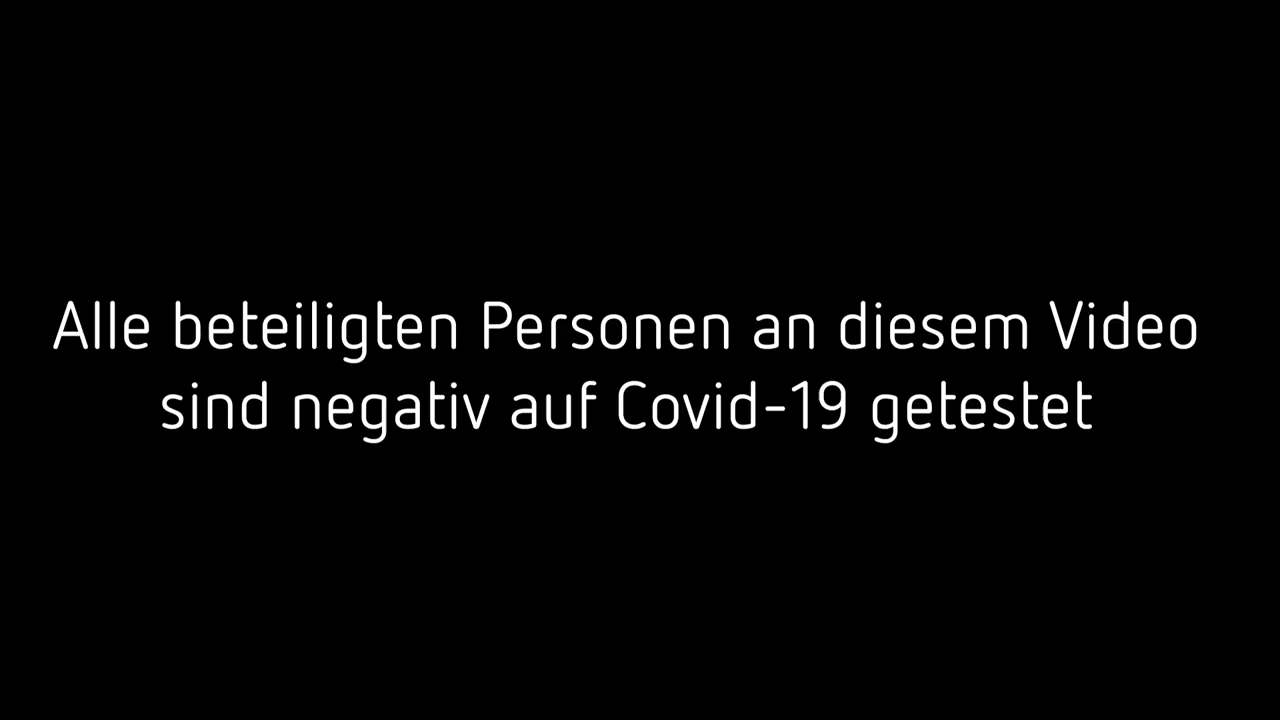 Alle beteiligten Personen an diesem Video
sind negativ auf Covid-19 getestet